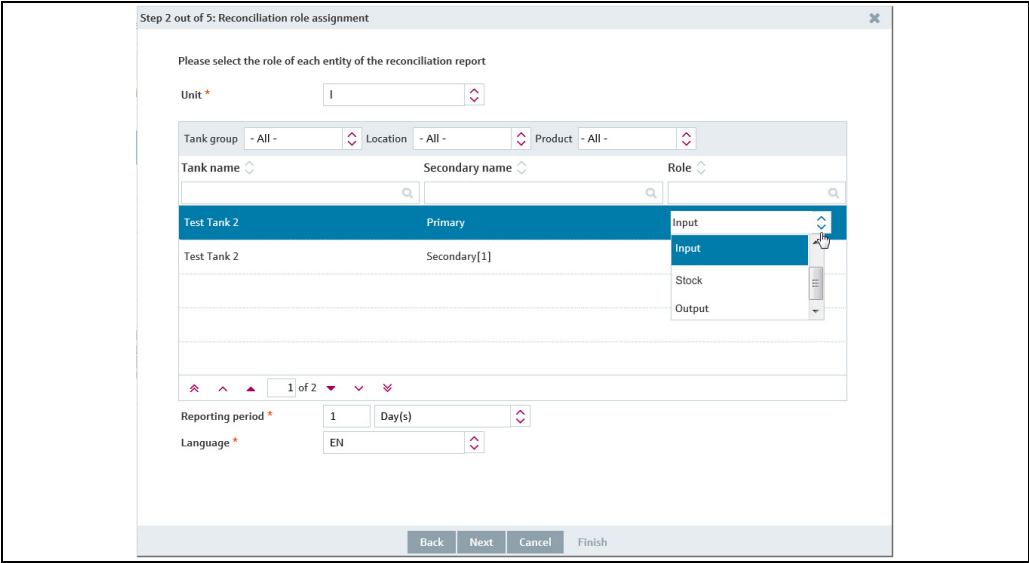 Step 2 out of 5: Reconciliation role assignment
Please select the role of each entity of the reconciliation report
Unit * l
Tank group - All - Location - All - Product - All -
Tank name Secondary name Role
Test Tank 2 Primary Input
Input
Test Tank 2 Secondary[1]
Stock
Output
1 of 2
Reporting period * 1 Day(s)
Language * EN
Back Next Cancel Finish